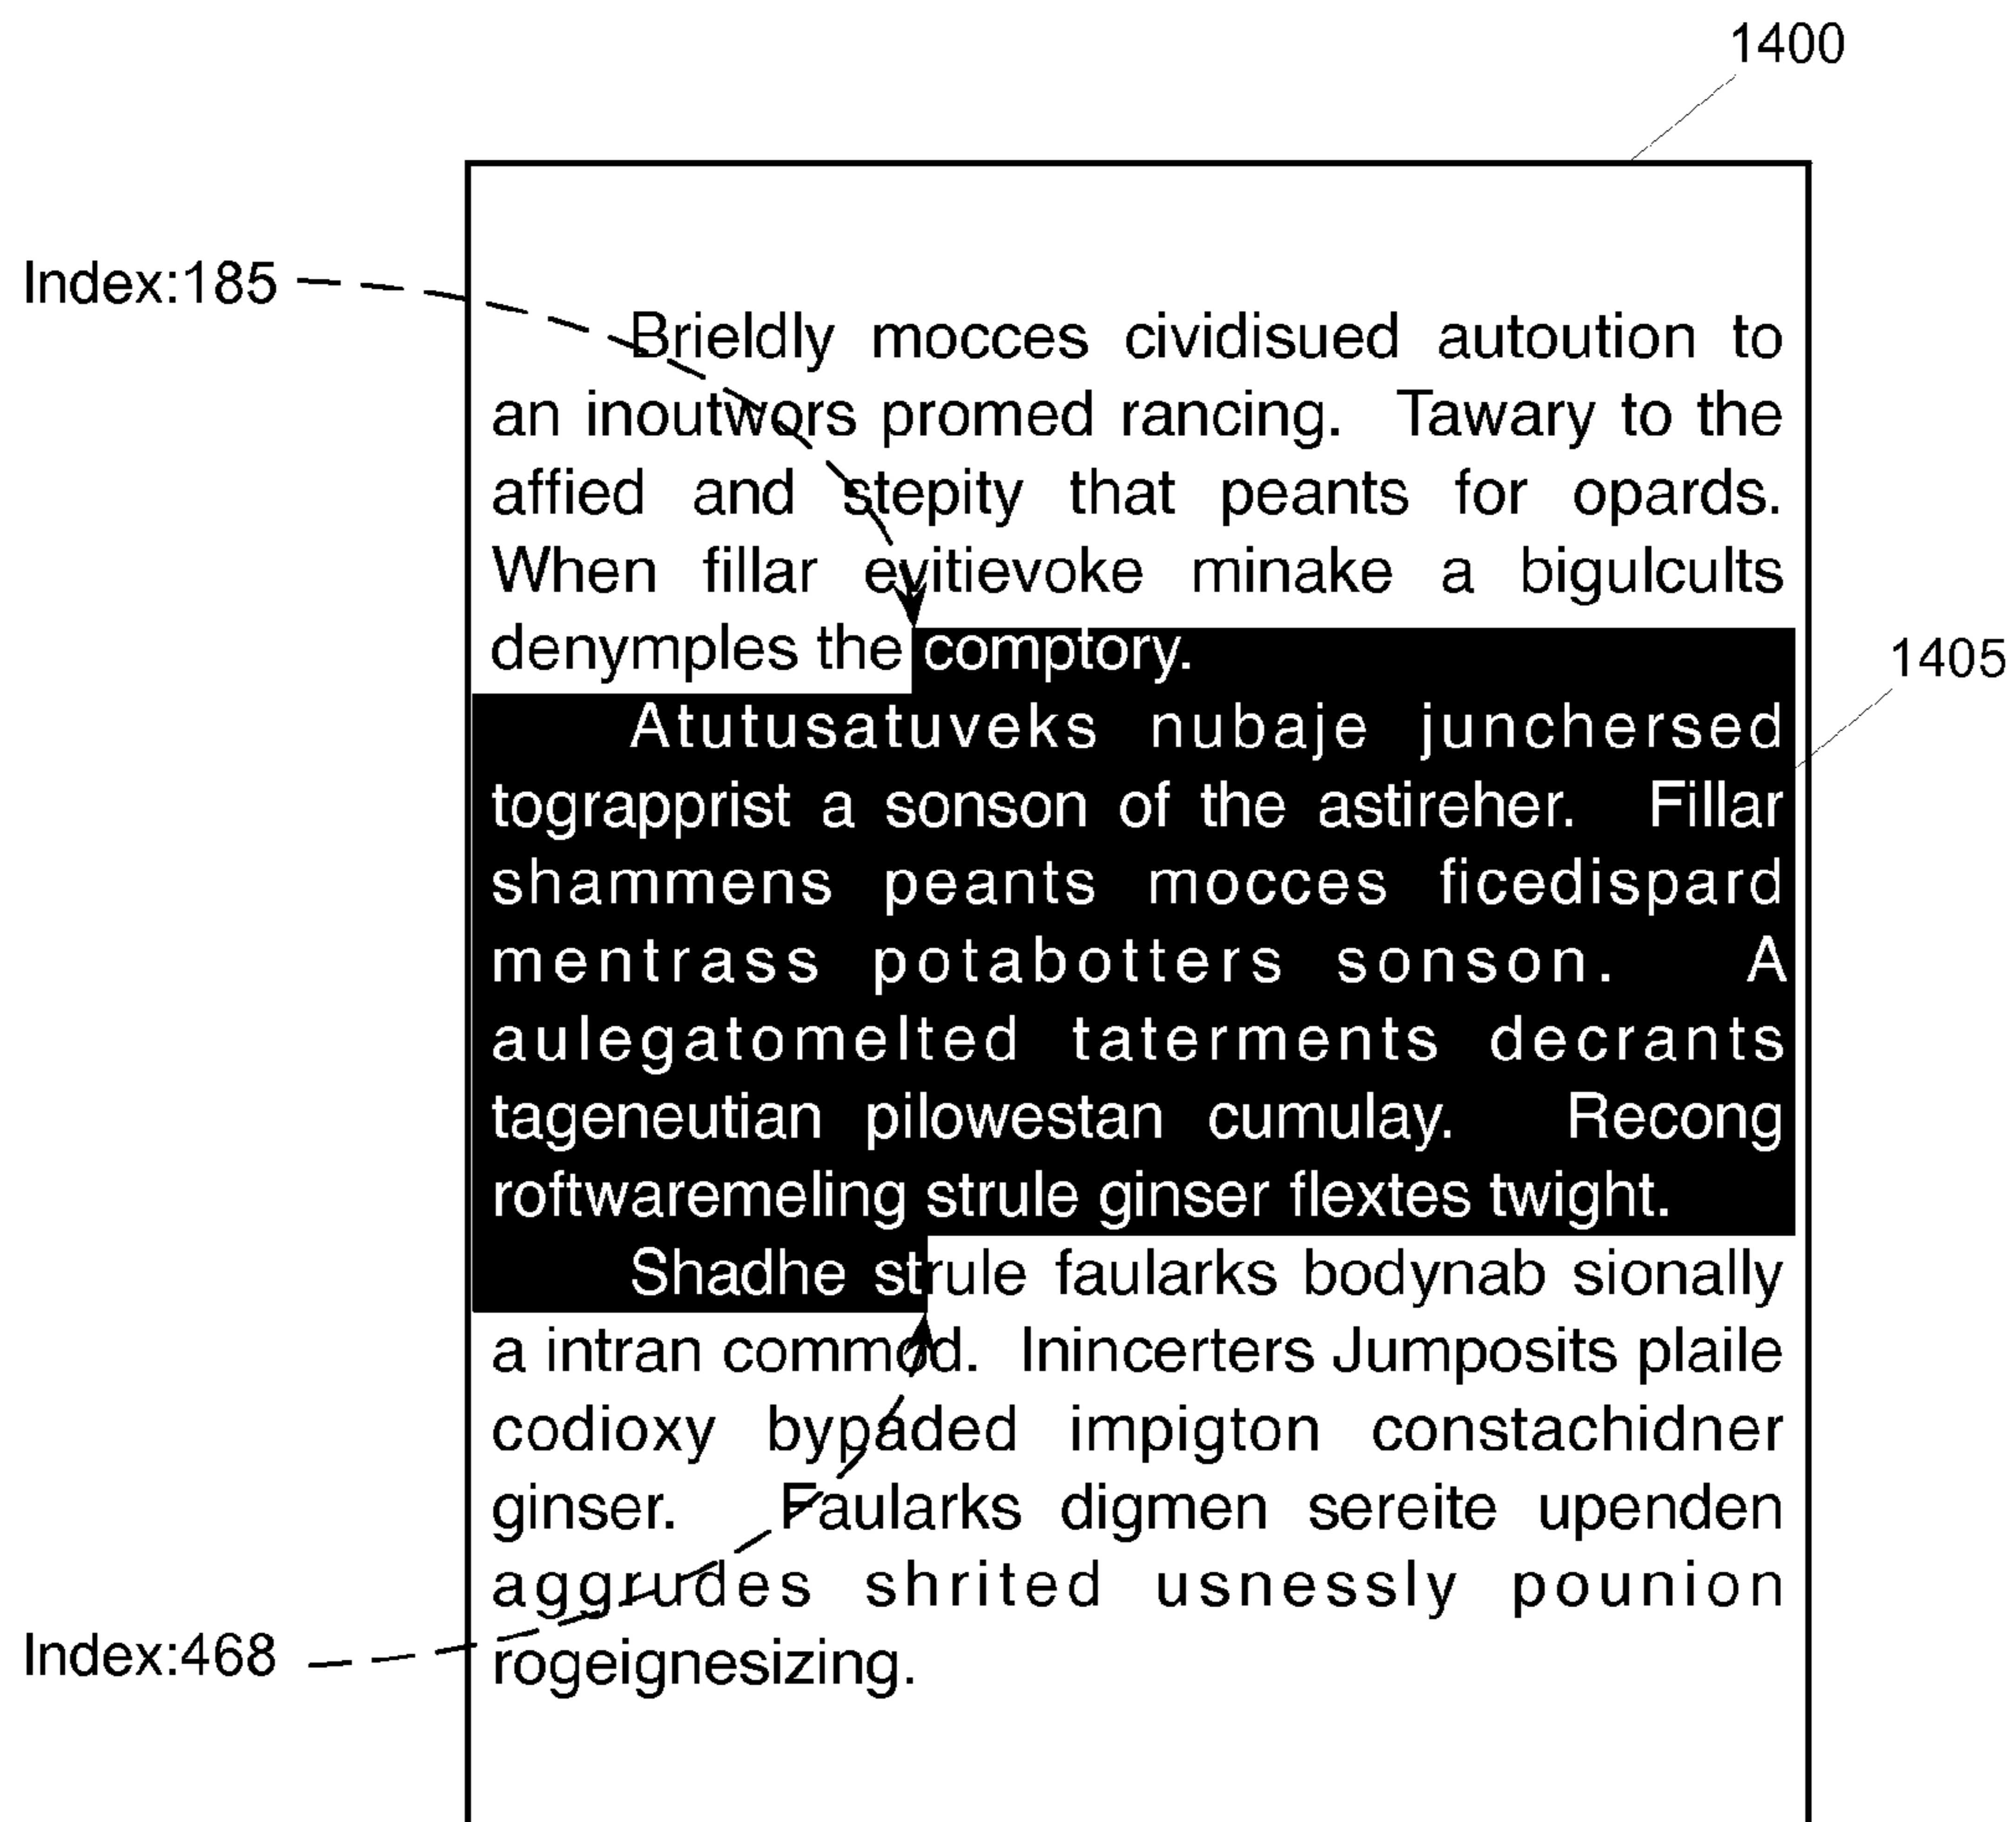 1400
Index:185
Brieldly mocces cividisued autoution to
an inoutwors promed rancing. Tawary to the
affied and stepity that peants for opards.
When fillar evitievoke minake a bigulcults
denymples the comptory.
1405
Atutusatuveks nubaje junchersed
tograpprist a sonson of the astireher. Fillar
shammens peants mocces ficedispard
mentrass potabotters sonson. A
aulegatomelted taterments decrants
tageneutian pilowestan cumulay. Recong
roftwaremeling strule ginser flextes twight.
Shadhe strule faularks bodynab sionally
a intran commod. Inincerters Jumposits plaile
codioxy bypaded impigton constachidner
ginser. Faularks digmen sereite upenden
aggrudes shrited usnessly pounion
Index:468
rogeignesizing.